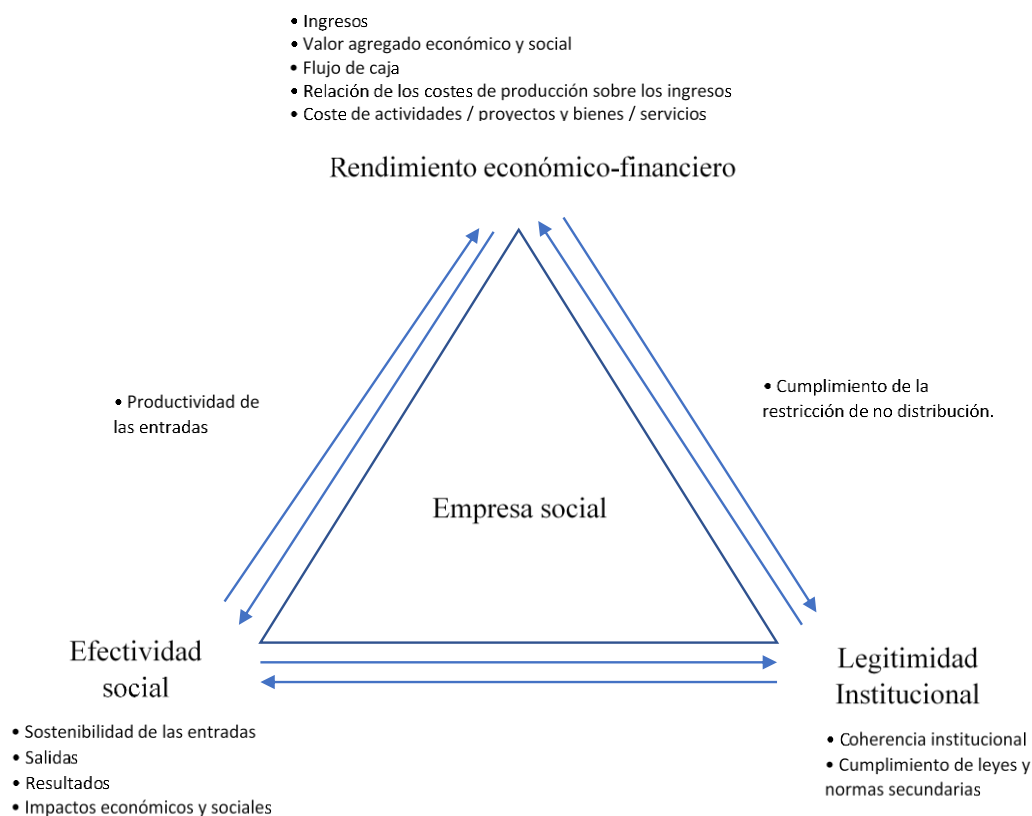 • Ingresos
• Valor agregado económico y social
• Flujo de caja
• Relación de los costes de producción sobre los ingresos
• Coste de actividades / proyectos y bienes / servicios
Rendimiento económico-financiero
• Productividad de
las entradas
• Cumplimiento de la
restricción de no distribución.
Empresa social
Efectividad
social
• Sostenibilidad de las entradas
• Salidas
• Resultados
• Impactos económicos y sociales
Legitimidad
Institucional
• Coherencia institucional
• Cumplimiento de leyes y
normas secundarias